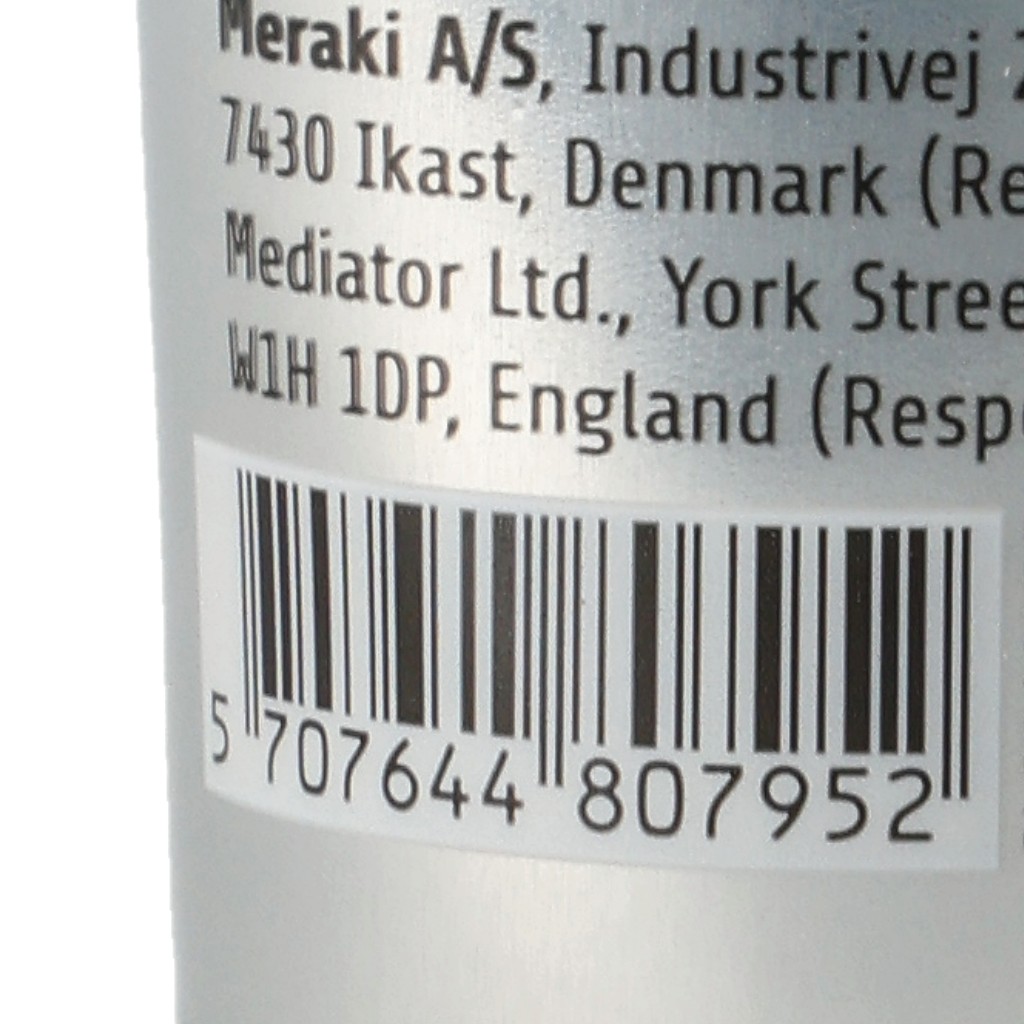 Meraki A/S, Industrivej
7430 Ikast, Denmark (Re
Mediator Ltd., York Stree
W1H 1DP, England (Resp
5 707644 807952